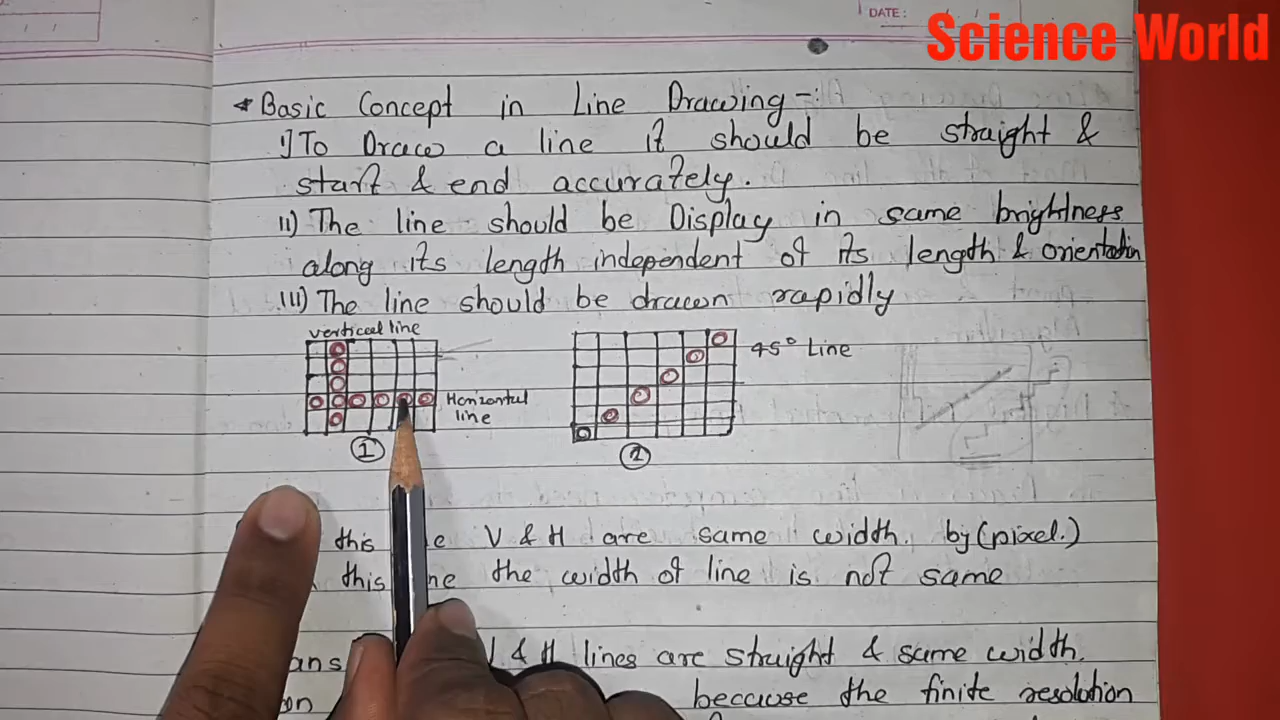 DATE: / /
Science World
* Basic Concept in Line Drawing -:
I) To Draw a line it should be straight &
start & end accurately.
II) The line should be Display in same brightness
along its length independent of its length & orientation
III) The line should be drawn rapidly
vertical line
45° Line
Horizontal
line
1
2
this V & H are same width. by (pixel.)
this the width of line is not same
& H lines are straight & same width.
because the finite resolution